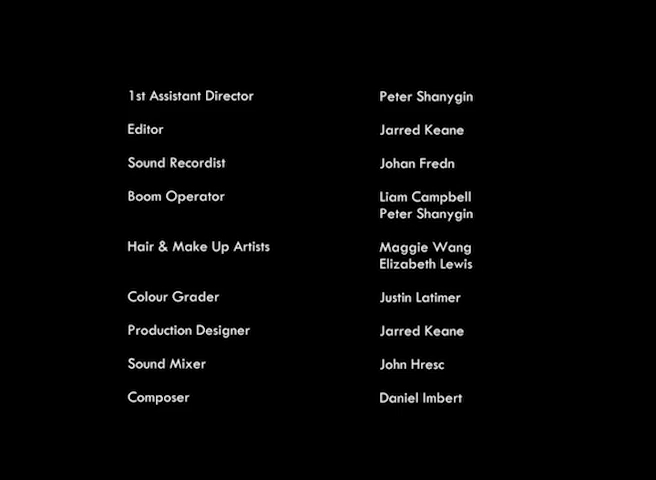 1st Assistant Director Peter Shanygin
Editor Jarred Keane
Sound Recordist Johan Fredn
Boom Operator Liam Campbell
Peter Shanygin
Hair & Make Up Artists Maggie Wang
Elizabeth Lewis
Colour Grader Justin Latimer
Production Designer Jarred Keane
Sound Mixer John Hresc
Composer Daniel Imbert